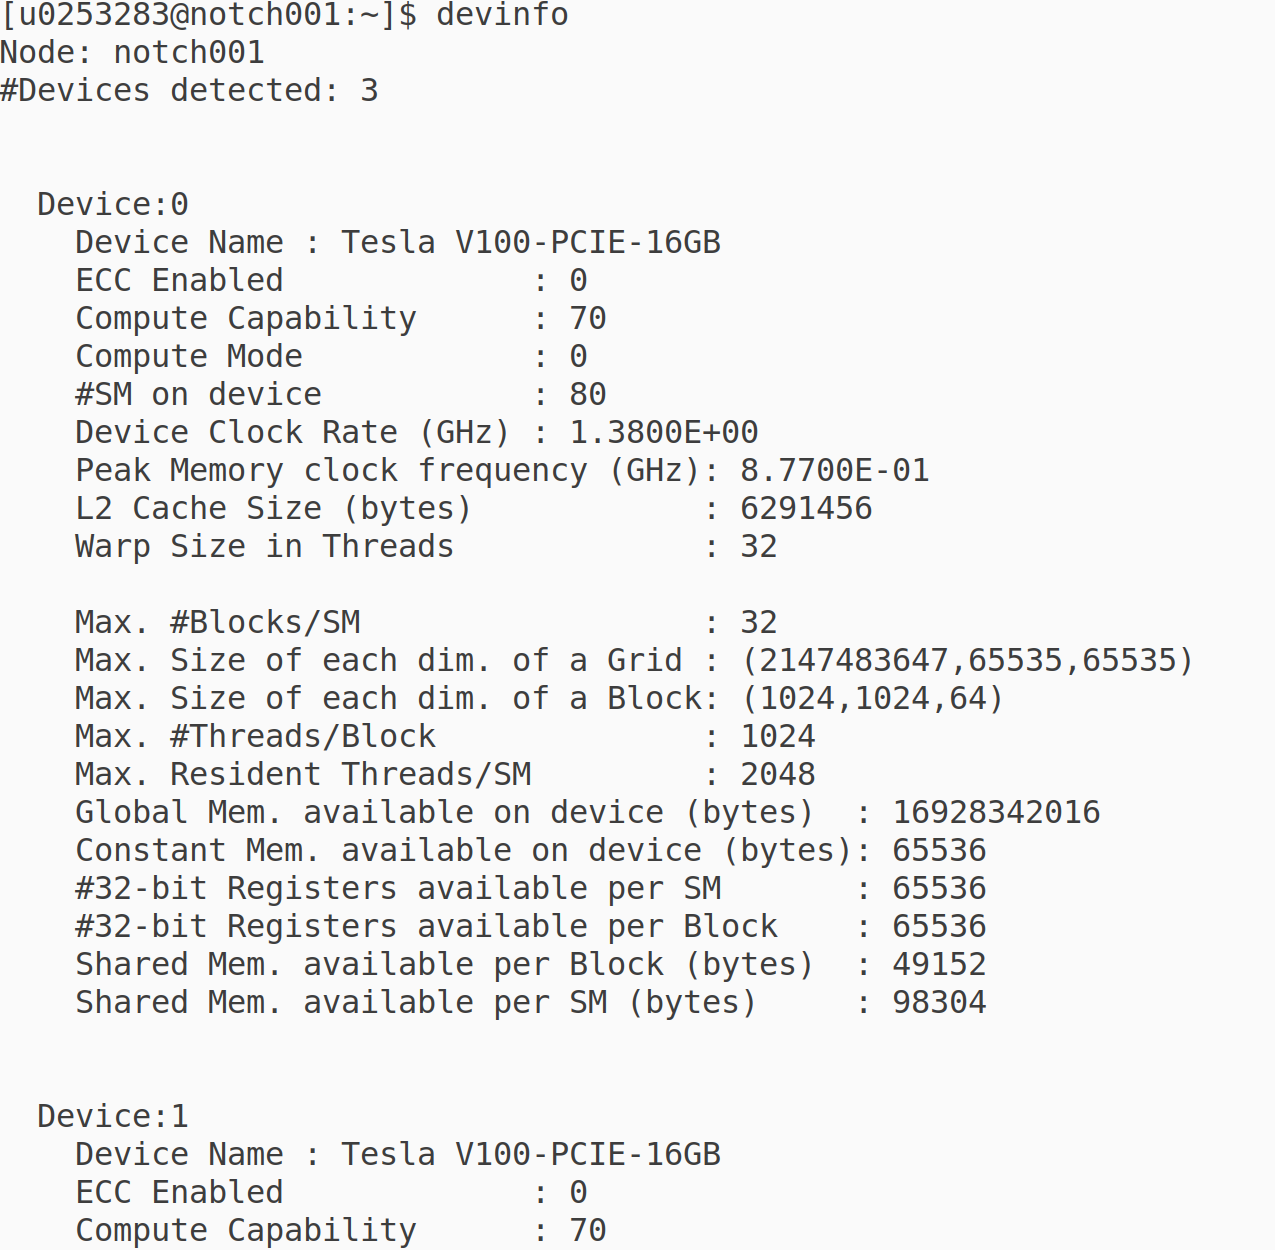 [u0253283@notch001:~]$ devinfo
Node: notch001
#Devices detected: 3
Device:0
Device Name : Tesla V100-PCIE-16GB
ECC Enabled : 0
Compute Capability : 70
Compute Mode : 0
#SM on device : 80
Device Clock Rate (GHz) : 1.3800E+00
Peak Memory clock frequency (GHz): 8.7700E-01
L2 Cache Size (bytes) : 6291456
Warp Size in Threads : 32
Max. #Blocks/SM : 32
Max. Size of each dim. of a Grid : (2147483647,65535,65535)
Max. Size of each dim. of a Block: (1024,1024,64)
Max. #Threads/Block : 1024
Max. Resident Threads/SM : 2048
Global Mem. available on device (bytes) : 16928342016
Constant Mem. available on device (bytes): 65536
#32-bit Registers available per SM : 65536
#32-bit Registers available per Block : 65536
Shared Mem. available per Block (bytes) : 49152
Shared Mem. available per SM (bytes) : 98304
Device:1
Device Name : Tesla V100-PCIE-16GB
ECC Enabled : 0
Compute Capability : 70